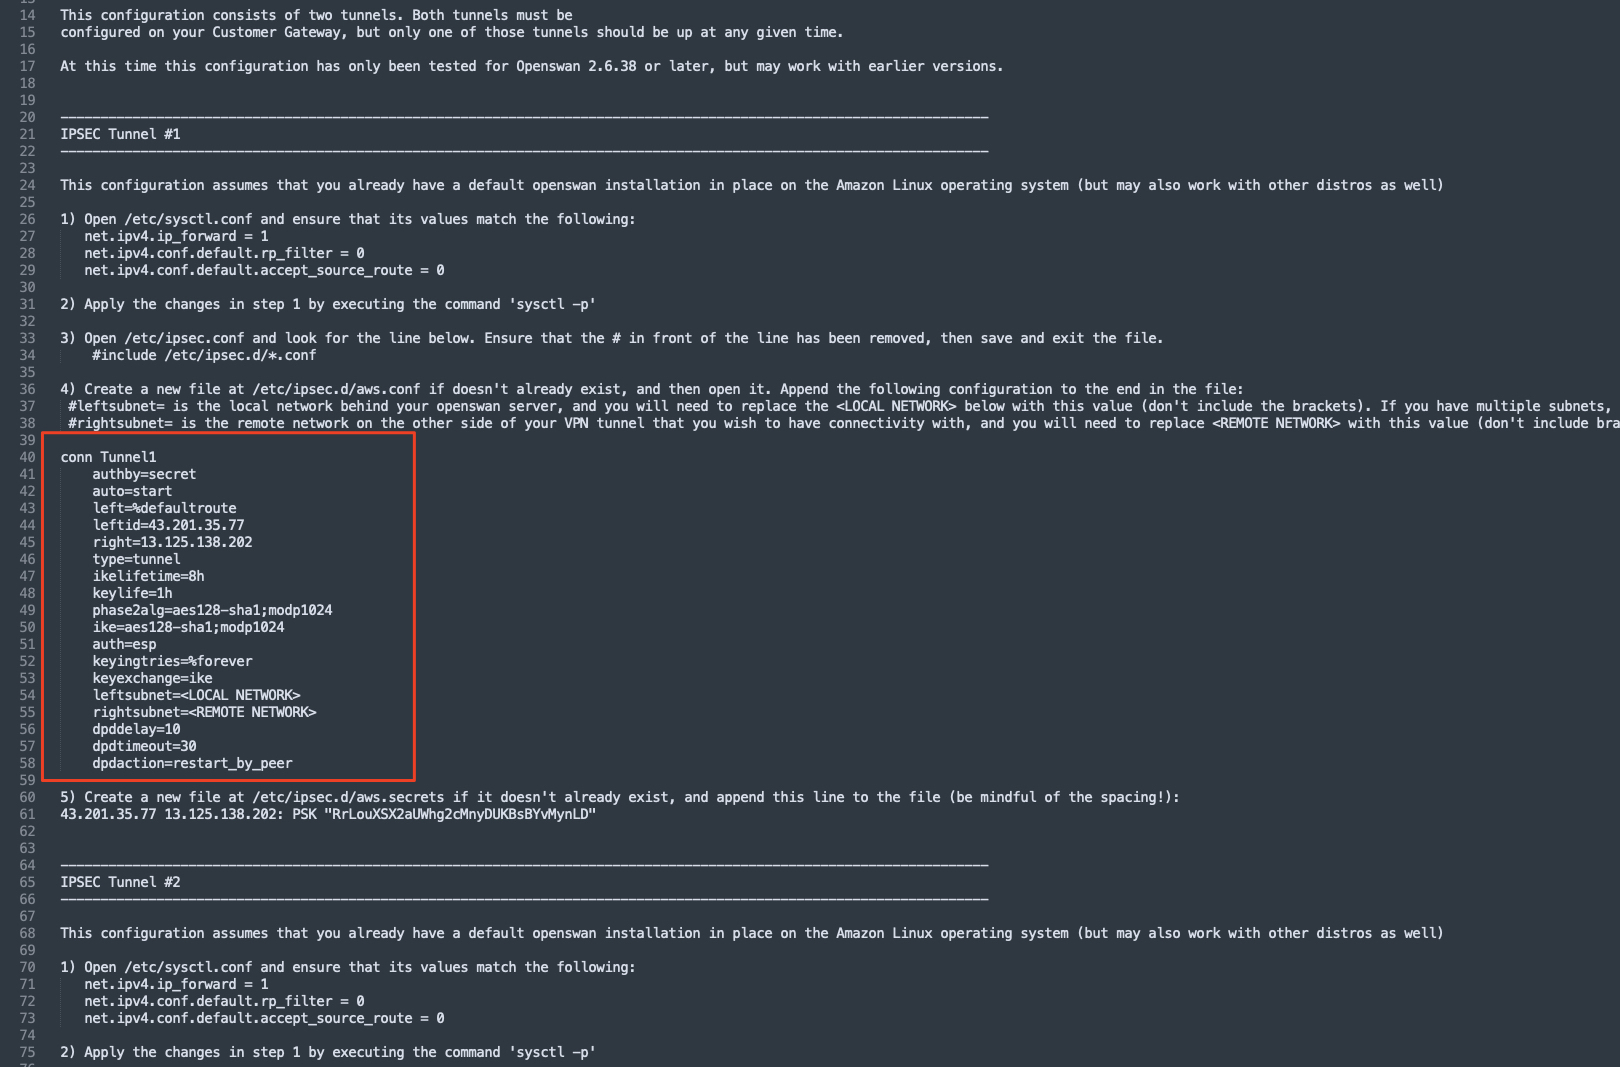 14 This configuration consists of two tunnels. Both tunnels must be
15 configured on your Customer Gateway, but only one of those tunnels should be up at any given time.
16
17 At this time this configuration has only been tested for Openswan 2.6.38 or later, but may work with earlier versions.
18
19
20 --------------------------------------------------------------------------------------------------------------------
21 IPSEC Tunnel #1
22 --------------------------------------------------------------------------------------------------------------------
23
24 This configuration assumes that you already have a default openswan installation in place on the Amazon Linux operating system (but may also work with other distros as well)
25
26 1) Open /etc/sysctl.conf and ensure that its values match the following:
27 net.ipv4.ip_forward = 1
28 net.ipv4.conf.default.rp_filter = 0
29 net.ipv4.conf.default.accept_source_route = 0
30
31 2) Apply the changes in step 1 by executing the command 'sysctl -p'
32
33 3) Open /etc/ipsec.conf and look for the line below. Ensure that the # in front of the line has been removed, then save and exit the file.
34 #include /etc/ipsec.d/*.conf
35
36 4) Create a new file at /etc/ipsec.d/aws.conf if doesn't already exist, and then open it. Append the following configuration to the end in the file:
37 #leftsubnet= is the local network behind your openswan server, and you will need to replace the <LOCAL NETWORK> below with this value (don't include the brackets). If you have multiple subnets,
38 #rightsubnet= is the remote network on the other side of your VPN tunnel that you wish to have connectivity with, and you will need to replace <REMOTE NETWORK> with this value (don't include bra
39
40 conn Tunnel1
41 authby=secret
42 auto=start
43 left=%defaultroute
44 leftid=43.201.35.77
45 right=13.125.138.202
46 type=tunnel
47 ikelifetime=8h
48 keylife=1h
49 phase2alg=aes128-sha1;modp1024
50 ike=aes128-sha1;modp1024
51 auth=esp
52 keyingtries=%forever
53 keyexchange=ike
54 leftsubnet=<LOCAL NETWORK>
55 rightsubnet=<REMOTE NETWORK>
56 dpddelay=10
57 dpdtimeout=30
58 dpdaction=restart_by_peer
59
60 5) Create a new file at /etc/ipsec.d/aws.secrets if it doesn't already exist, and append this line to the file (be mindful of the spacing!):
61 43.201.35.77 13.125.138.202: PSK "RrLouXSX2aUWhg2cMnyDUKBsBYvMynLD"
62
63
64 --------------------------------------------------------------------------------------------------------------------
65 IPSEC Tunnel #2
66 --------------------------------------------------------------------------------------------------------------------
67
68 This configuration assumes that you already have a default openswan installation in place on the Amazon Linux operating system (but may also work with other distros as well)
69
70 1) Open /etc/sysctl.conf and ensure that its values match the following:
71 net.ipv4.ip_forward = 1
72 net.ipv4.conf.default.rp_filter = 0
73 net.ipv4.conf.default.accept_source_route = 0
74
75 2) Apply the changes in step 1 by executing the command 'sysctl -p'